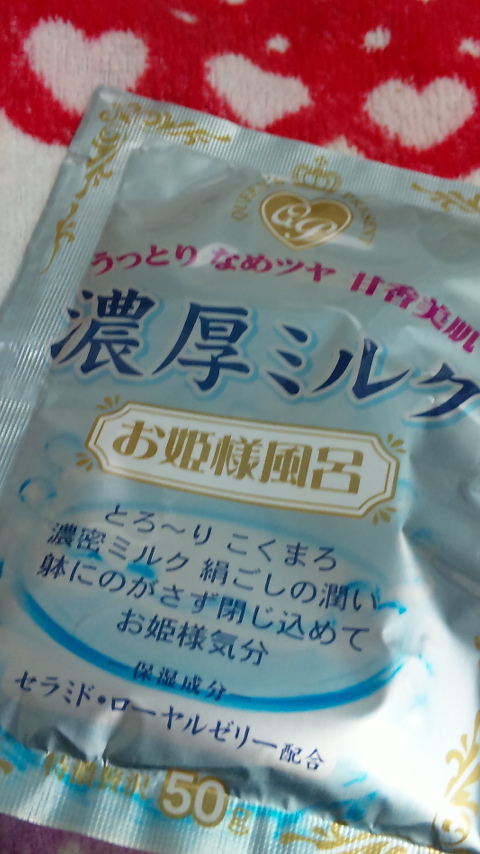 うっとり なめツヤ 甘香美肌
濃厚ミルク
お姫様風呂
とろ〜り こくまろ
濃密ミルク 絹ごしの潤い
躰にのがさず閉じ込めて
お姫様気分
保湿成分
セラミド・ローヤルゼリー配合
50g